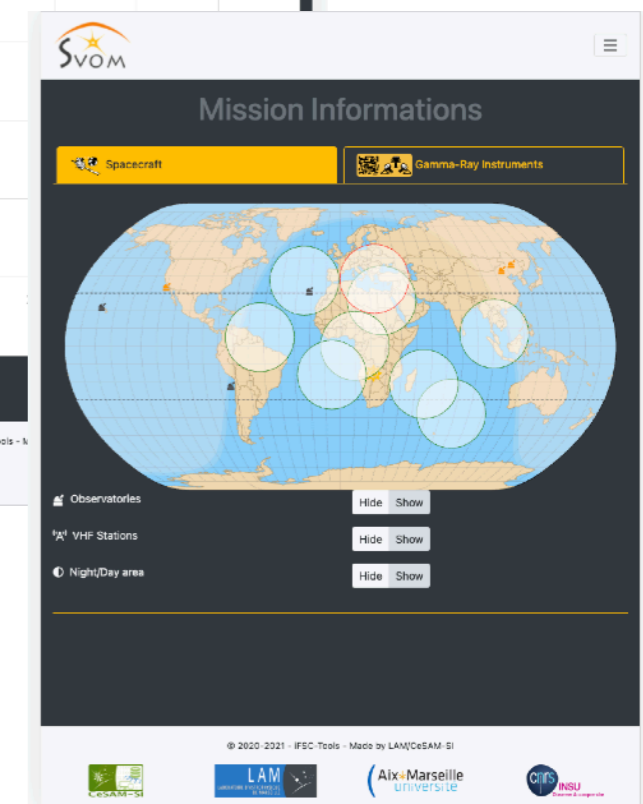 SVOM
Mission Informations
Spacecraft
Gamma-Ray Instruments
Observatories
Hide Show
VHF Stations
Hide Show
Night/Day area
Hide Show
ools - M
© 2020-2021 - IFSC-Tools - Made by LAM/CeSAM-SI
CeSAM-SI
LAM
Aix*Marseille
université
cnrs
INSU